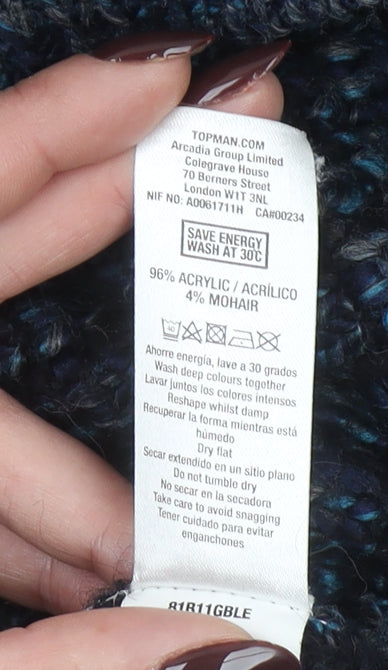 TOPMAN.COM
Arcadia Group Limited
Colegrave House
70 Berners Street
London W1T 3NL
NIF NO: A0061711H CA#00234
SAVE ENERGY
WASH AT 30°C
96% ACRYLIC / ACRÍLICO
4% MOHAIR
40
Ahorre energía, lave a 30 grados
Wash deep colours together
Lavar juntos los colores intensos
Reshape whilst damp
Recuperar la forma mientras está
húmedo
Dry flat
Secar extendido en un sitio plano
Do not tumble dry
No secar en la secadora
Take care to avoid snagging
Tener cuidado para evitar
enganchones
81R11GBLE